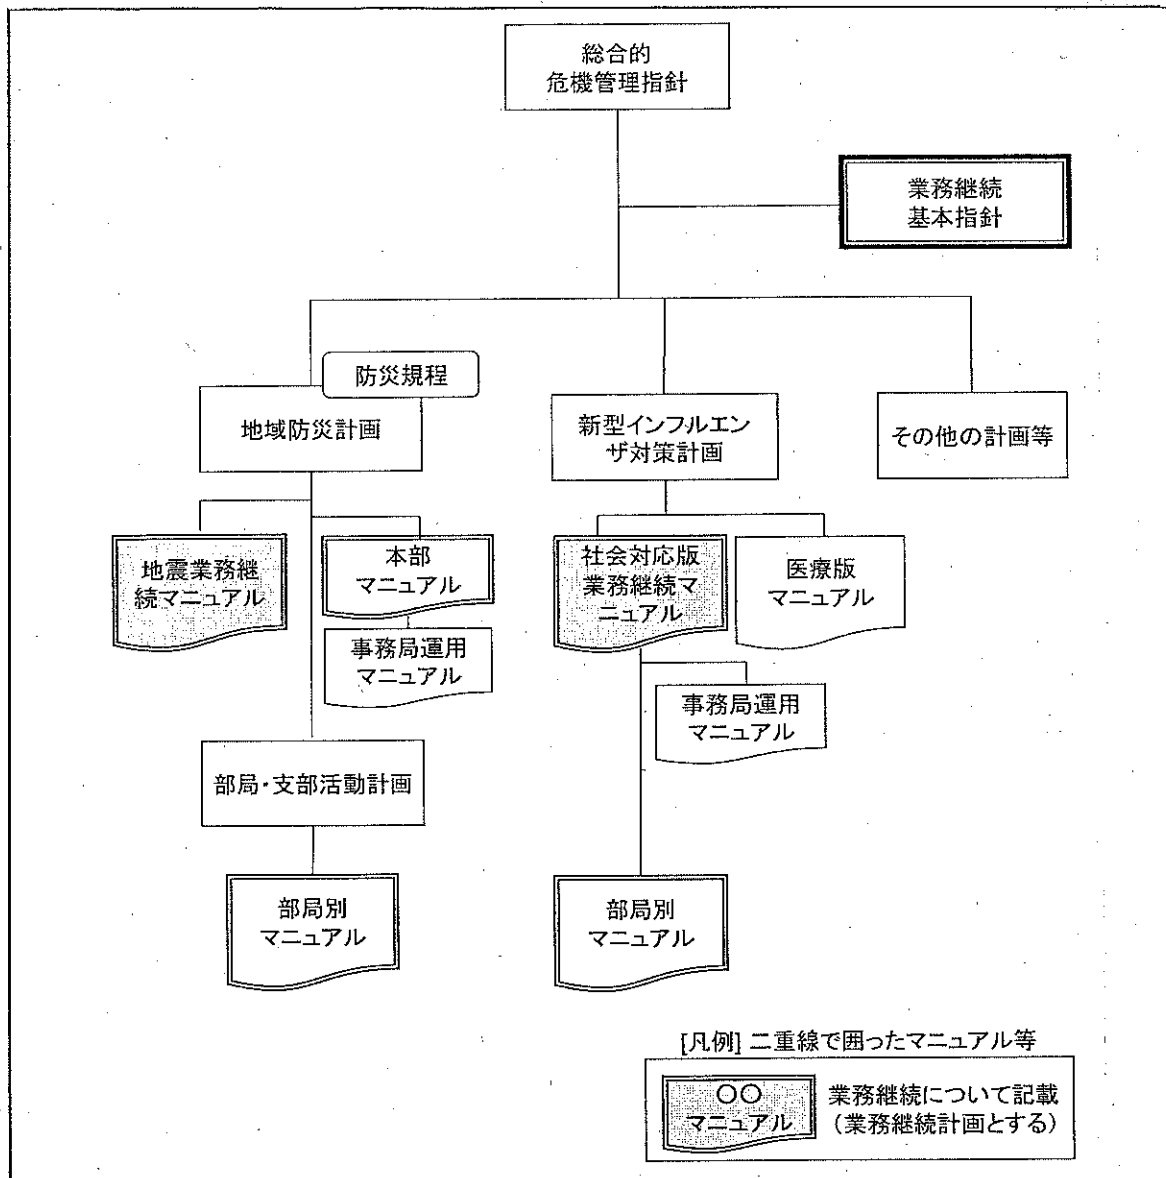 総合的
危機管理指針
業務継続
基本指針
防災規程
地域防災計画
新型インフルエン
ザ対策計画
その他の計画等
地震業務継
続マニュアル
本部
マニュアル
社会対応版
業務継続マ
ニュアル
医療版
マニュアル
事務局運用
マニュアル
事務局運用
マニュアル
部局・支部活動計画
部局別
マニュアル
部局別
マニュアル
[凡例] 二重線で囲ったマニュアル等
〇〇
マニュアル
業務継続について記載
（業務継続計画とする）